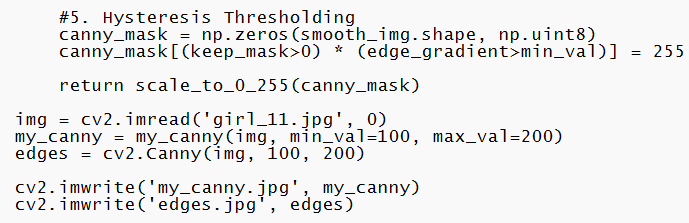 #5. Hysteresis Thresholding
canny_mask = np.zeros(smooth_img.shape, np.uint8)
canny_mask[(keep_mask>0) * (edge_gradient>min_val)] = 255
return scale_to_0_255(canny_mask)
img = cv2.imread('girl_11.jpg', 0)
my_canny = my_canny(img, min_val=100, max_val=200)
edges = cv2.Canny(img, 100, 200)
cv2.imwrite('my_canny.jpg', my_canny)
cv2.imwrite('edges.jpg', edges)